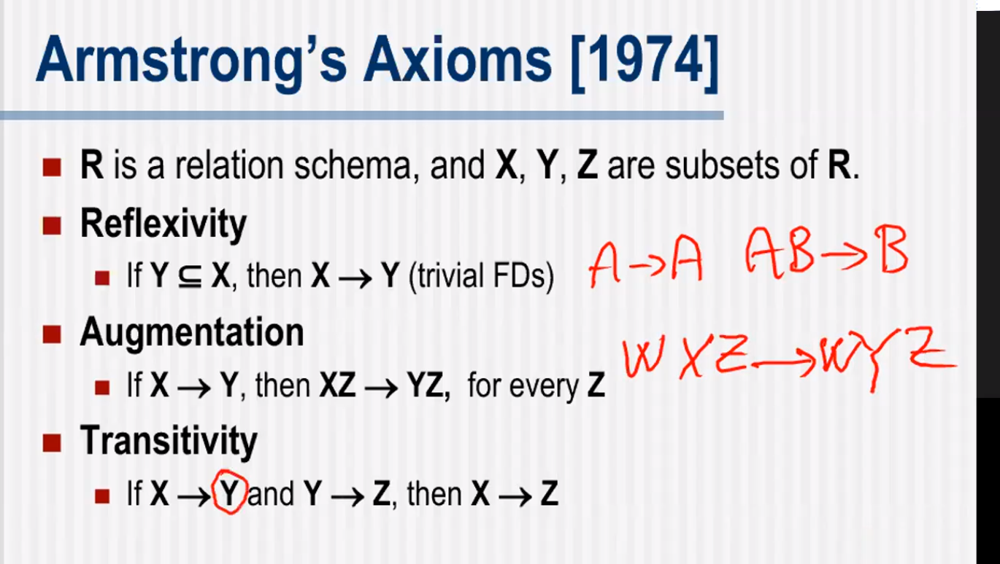 Armstrong's Axioms [1974]
R is a relation schema, and X, Y, Z are subsets of R.
Reflexivity
If Y ⊆ X, then X → Y (trivial FDs) A → A AB → B
Augmentation
If X → Y, then XZ → YZ, for every Z WXZ → WYZ
Transitivity
If X → Y and Y → Z, then X → Z